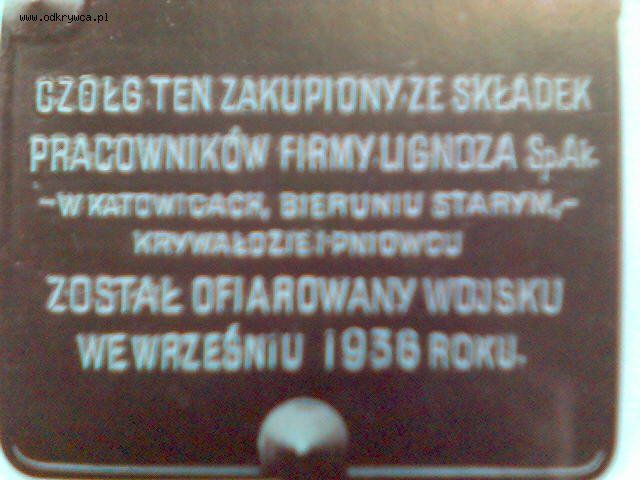 www.odkrywca.pl
CZOŁG TEN ZAKUPIONY ZE SKŁADEK
PRACOWNIKÓW FIRMY LIGNOZA Sp.Ak.
-W KATOWICACH, BIERUNIU STARYM,-
KRYWAŁDZIE I PNIOWCU
ZOSTAŁ OFIAROWANY WOJSKU
WE WRZEŚNIU 1936 ROKU.